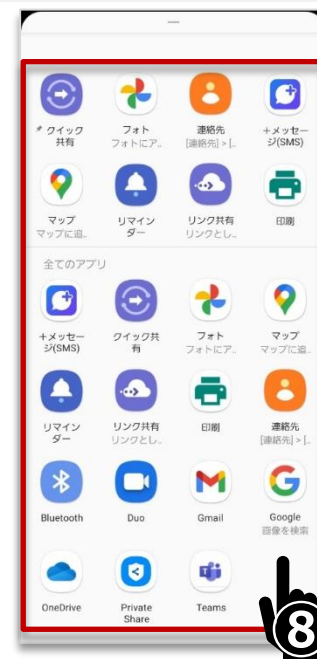 クイック フォト 連絡先 +メッセー
共有 フォトにア.. [連絡先] > [.. ジ(SMS)
マップ リマイン リンク共有 印刷
マップに追.. ダー リンクとし..
全てのアプリ
+メッセー クイック共 フォト マップ
ジ(SMS) 有 フォトにア.. マップに追..
リマイン リンク共有 印刷 連絡先
ダー リンクとし.. [連絡先] > [..
Bluetooth Duo Gmail Google
画像を検索
OneDrive Private Teams
Share
⑧